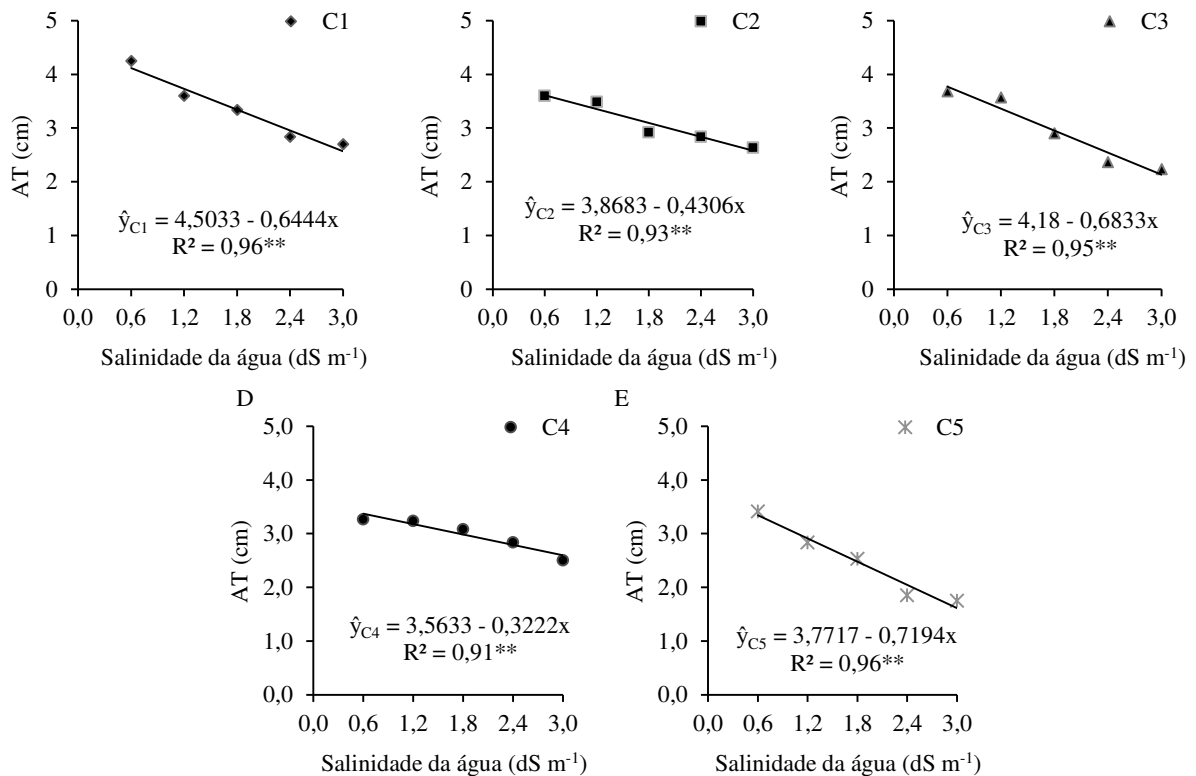 C1
AT (cm)
5
4
3
2
1
0
ŷC1 = 4,5033 - 0,6444x
R² = 0,96**
0,0 0,6 1,2 1,8 2,4 3,0
Salinidade da água (dS m-1)
C2
AT (cm)
5
4
3
2
1
0
ŷC2 = 3,8683 - 0,4306x
R² = 0,93**
0,0 0,6 1,2 1,8 2,4 3,0
Salinidade da água (dS m-1)
C3
AT (cm)
5
4
3
2
1
0
ŷC3 = 4,18 - 0,6833x
R² = 0,95**
0,0 0,6 1,2 1,8 2,4 3,0
Salinidade da água (dS m-1)
D
C4
AT (cm)
5,0
4,0
3,0
2,0
1,0
0,0
ŷC4 = 3,5633 - 0,3222x
R² = 0,91**
0,0 0,6 1,2 1,8 2,4 3,0
Salinidade da água (dS m-1)
E
C5
AT (cm)
5,0
4,0
3,0
2,0
1,0
0,0
ŷC5 = 3,7717 - 0,7194x
R² = 0,96**
0,0 0,6 1,2 1,8 2,4 3,0
Salinidade da água (dS m-1)